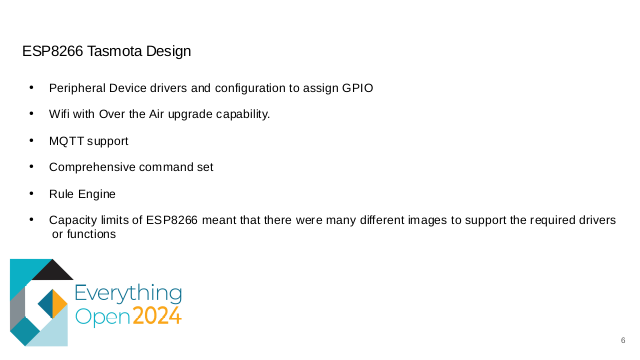 ESP8266 Tasmota Design
• Peripheral Device drivers and configuration to assign GPIO
• Wifi with Over the Air upgrade capability.
• MQTT support
• Comprehensive command set
• Rule Engine
• Capacity limits of ESP8266 meant that there were many different images to support the required drivers
or functions
Everything
Open2024
6